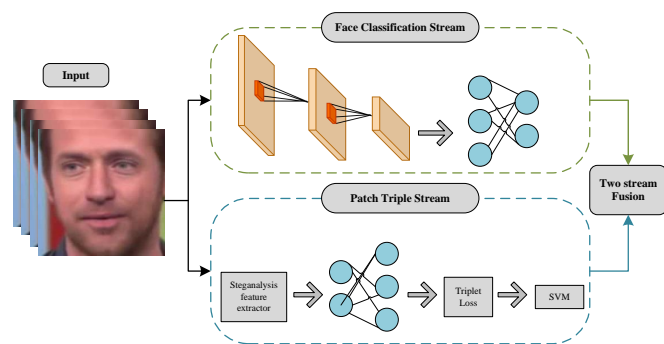 Face Classification Stream
Input
Two stream
Fusion
Patch Triple Stream
Steganalysis
feature
extractor
Triplet
Loss
SVM